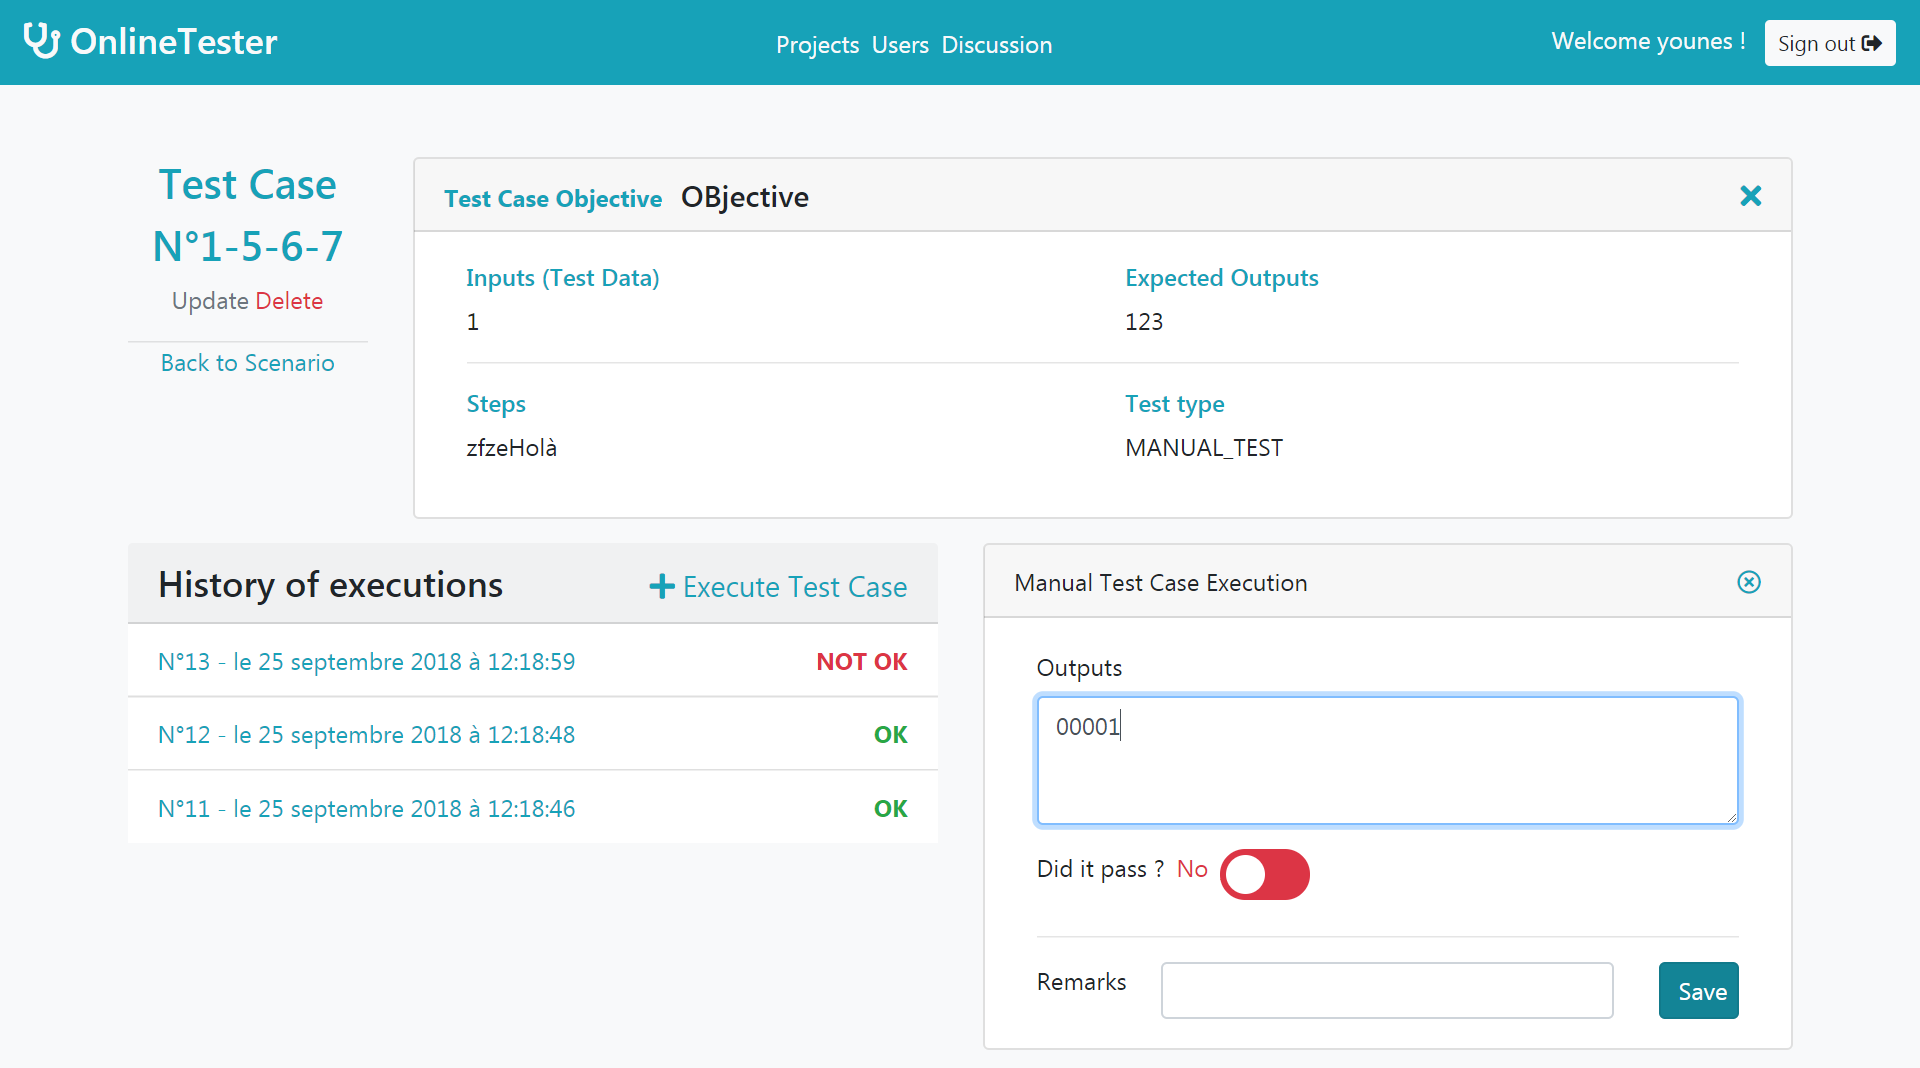 OnlineTester
Projects Users Discussion
Welcome younes !
Sign out
Test Case
N°1-5-6-7
Update Delete
Back to Scenario
Test Case Objective OBjective
Inputs (Test Data)
1
Expected Outputs
123
Steps
zfzeHolà
Test type
MANUAL_TEST
History of executions
Execute Test Case
N°13 - le 25 septembre 2018 à 12:18:59 NOT OK
N°12 - le 25 septembre 2018 à 12:18:48 OK
N°11 - le 25 septembre 2018 à 12:18:46 OK
Manual Test Case Execution
Outputs
00001
Did it pass ? No
Remarks
Save